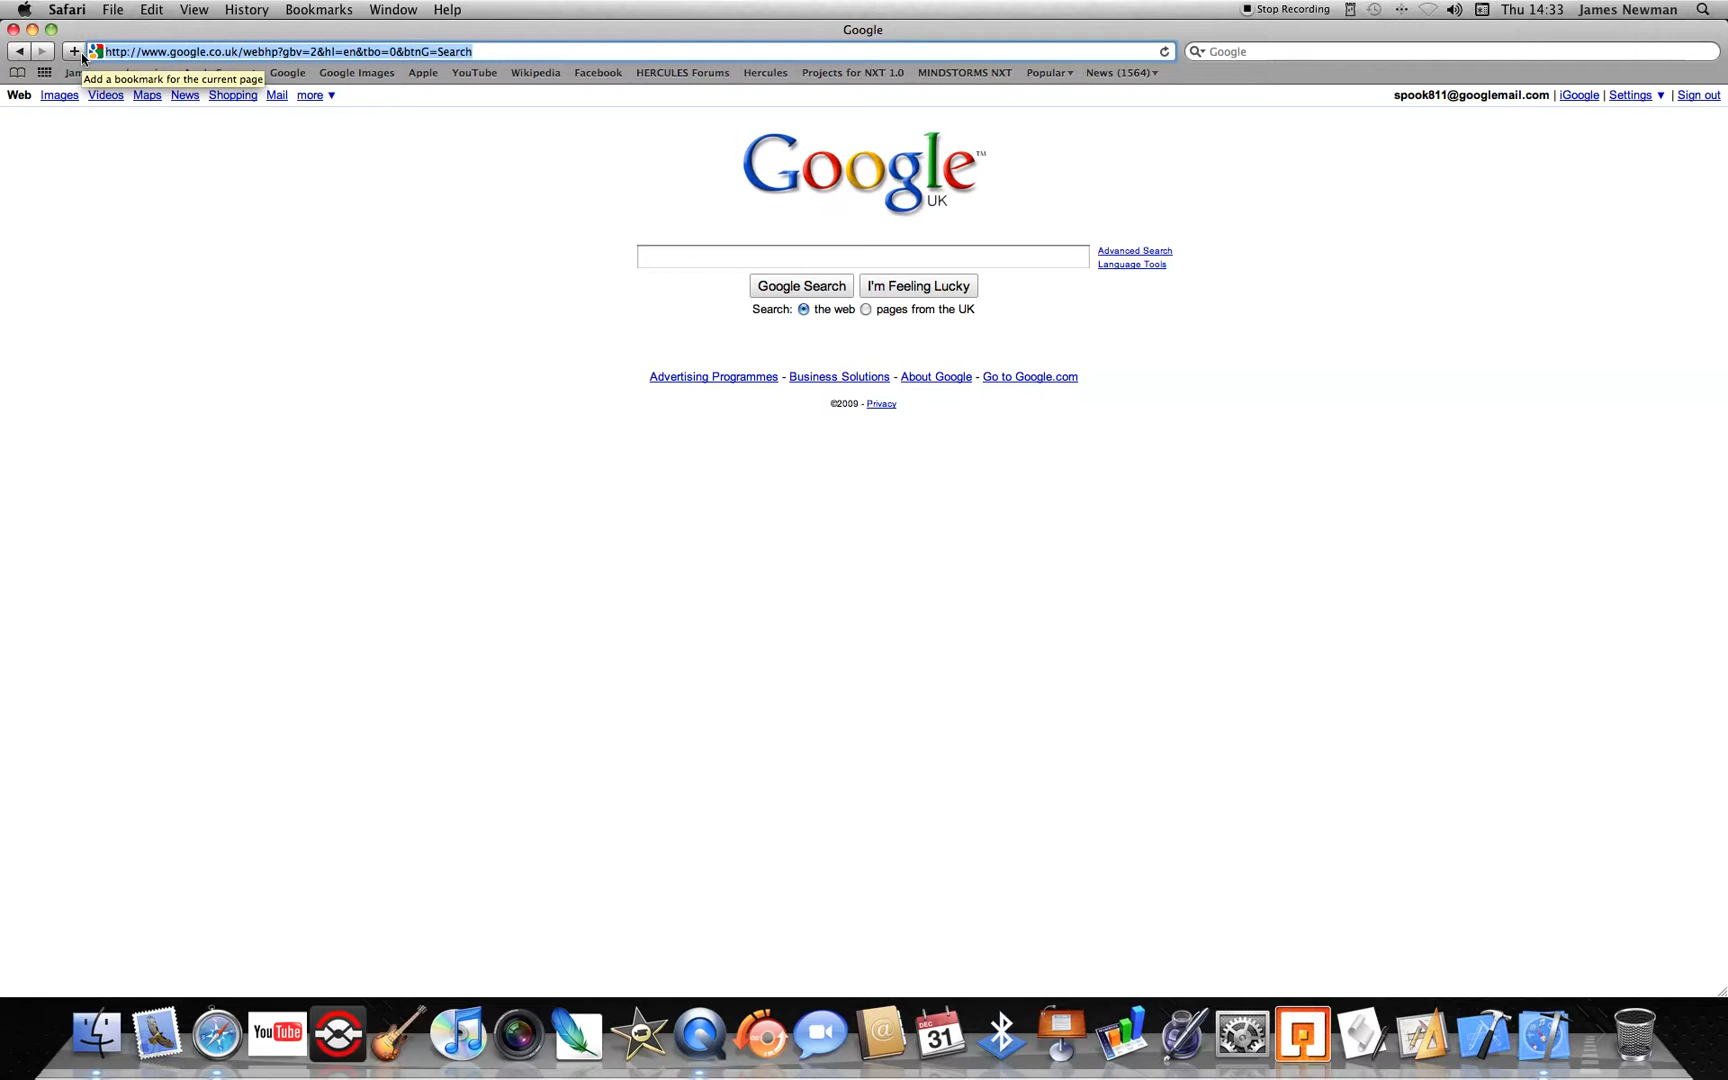 Safari File Edit View History Bookmarks Window Help Stop Recording Thu 14:33 James Newman
Google
http://www.google.co.uk/webhp?gbv=2&hl=en&tbo=0&btnG=Search Google
Add a bookmark for the current page
Google Google Images Apple YouTube Wikipedia Facebook HERCULES Forums Hercules Projects for NXT 1.0 MINDSTORMS NXT Popular▾ News (1564)▾
Web Images Videos Maps News Shopping Mail more ▼ spook811@googlemail.com | iGoogle | Settings ▼ | Sign out
Google™
UK
Advanced Search
Language Tools
Google Search I'm Feeling Lucky
Search: the web pages from the UK
Advertising Programmes - Business Solutions - About Google - Go to Google.com
©2009 - Privacy
YouTube
DEC
31